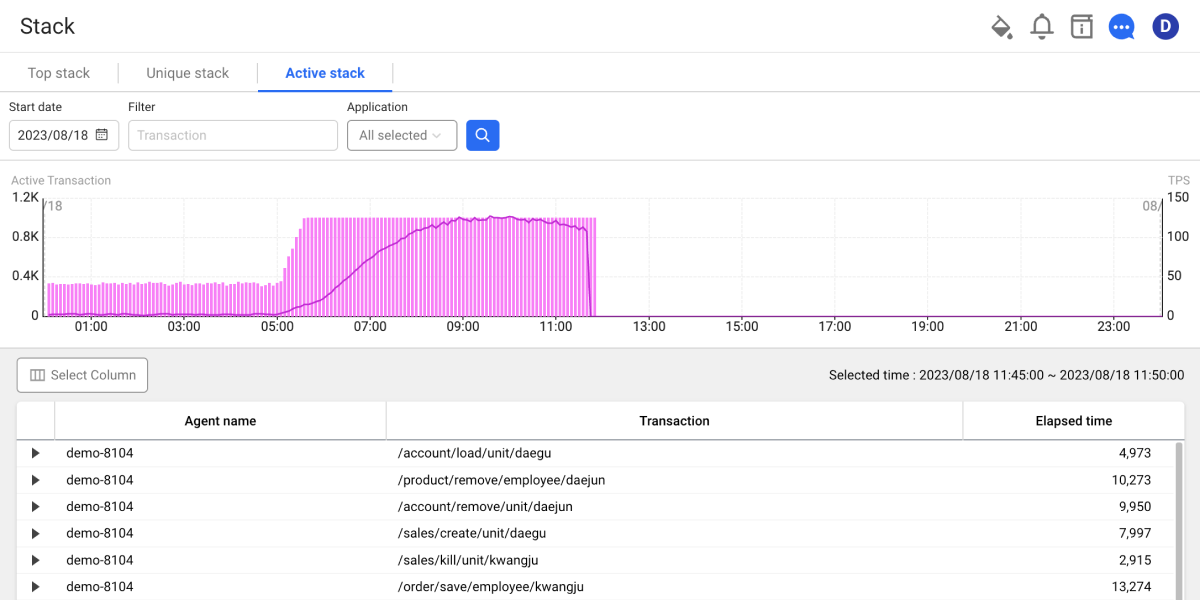 Stack
D
Top stack Unique stack Active stack
Start date Filter Application
2023/08/18 Transaction All selected
Active Transaction TPS
1.2K 150
/18 08/
0.8K 100
0.4K 50
0 0
01:00 03:00 05:00 07:00 09:00 11:00 13:00 15:00 17:00 19:00 21:00 23:00
Select Column Selected time : 2023/08/18 11:45:00 ~ 2023/08/18 11:50:00
Agent name Transaction Elapsed time
demo-8104 /account/load/unit/daegu 4,973
demo-8104 /product/remove/employee/daejun 10,273
demo-8104 /account/remove/unit/daejun 9,950
demo-8104 /sales/create/unit/daegu 7,997
demo-8104 /sales/kill/unit/kwangju 2,915
demo-8104 /order/save/employee/kwangju 13,274